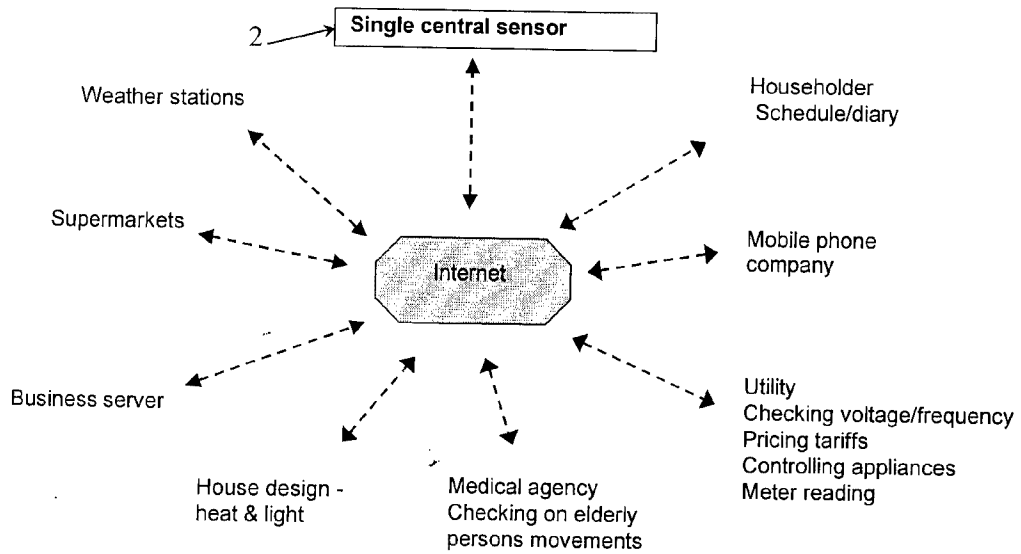 Single central sensor
2
Weather stations
Householder
Schedule/diary
Supermarkets
Mobile phone
company
Internet
Business server
Utility
Checking voltage/frequency
Pricing tariffs
Controlling appliances
Meter reading
House design -
heat & light
Medical agency
Checking on elderly
persons movements